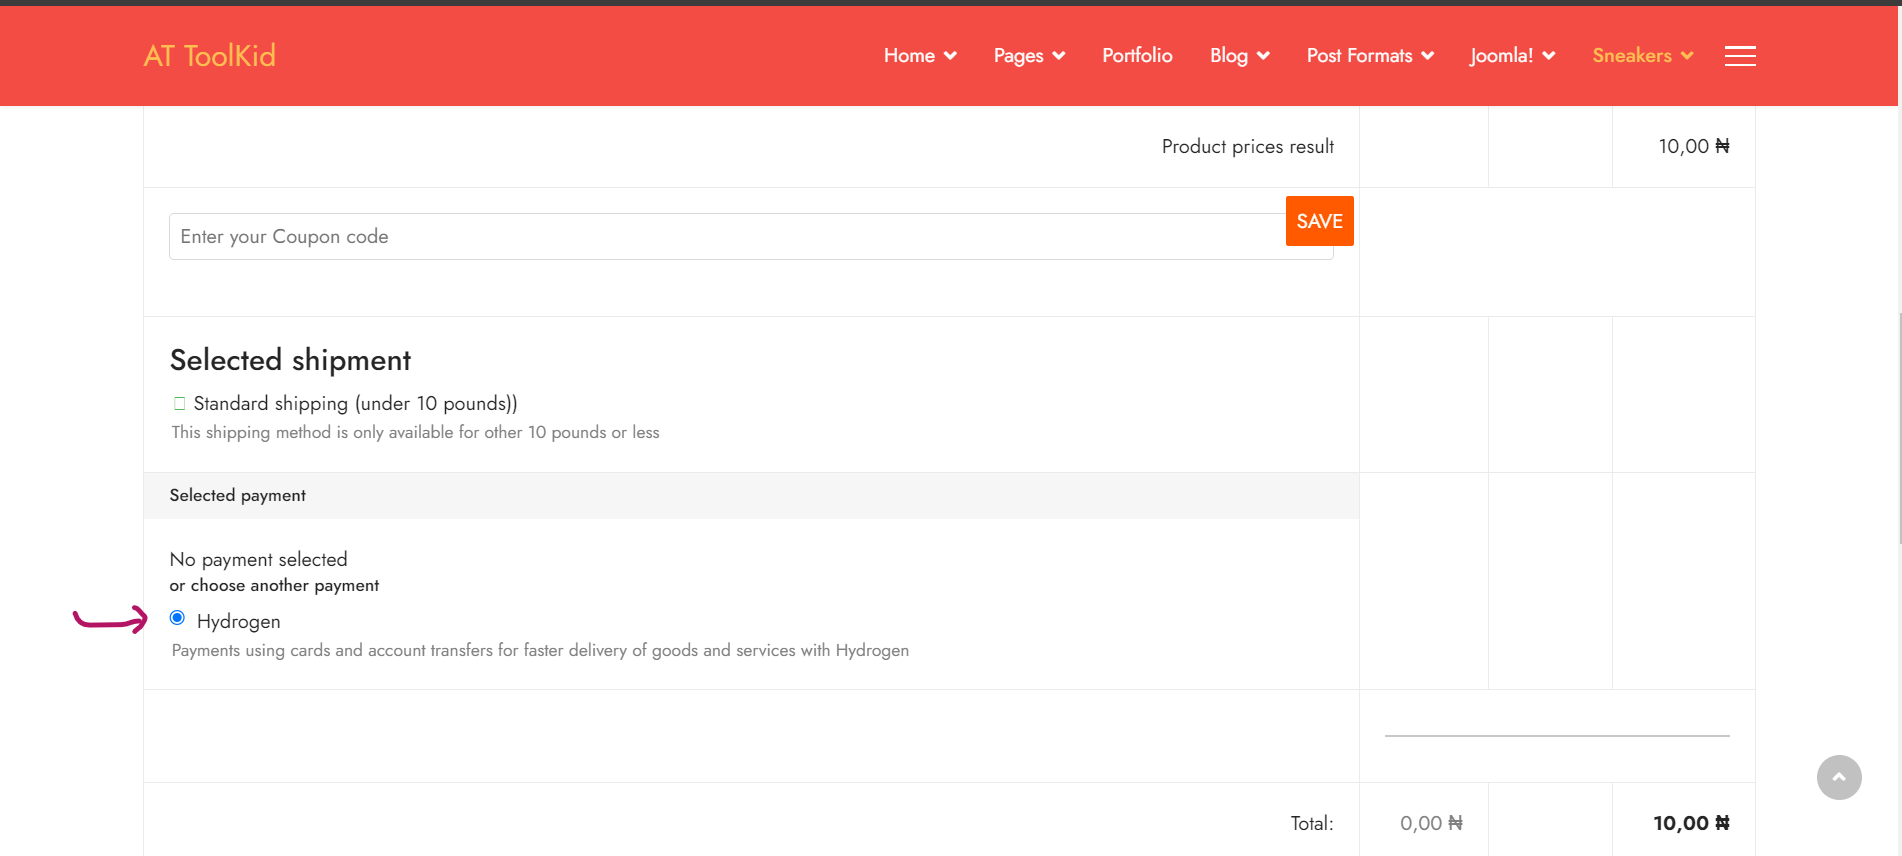 AT ToolKid
Home Pages Portfolio Blog Post Formats Joomla! Sneakers
Product prices result 10,00 ₦
Enter your Coupon code SAVE
Selected shipment
Standard shipping (under 10 pounds))
This shipping method is only available for other 10 pounds or less
Selected payment
No payment selected
or choose another payment
Hydrogen
Payments using cards and account transfers for faster delivery of goods and services with Hydrogen
Total: 0,00 ₦ 10,00 ₦